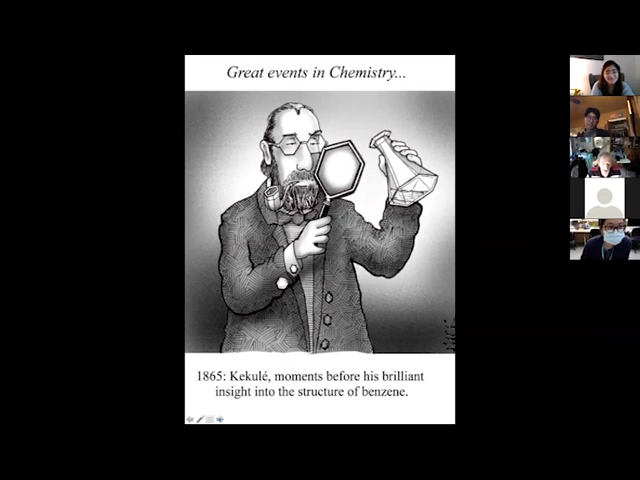 Great events in Chemistry...
1865: Kekulé, moments before his brilliant
insight into the structure of benzene.